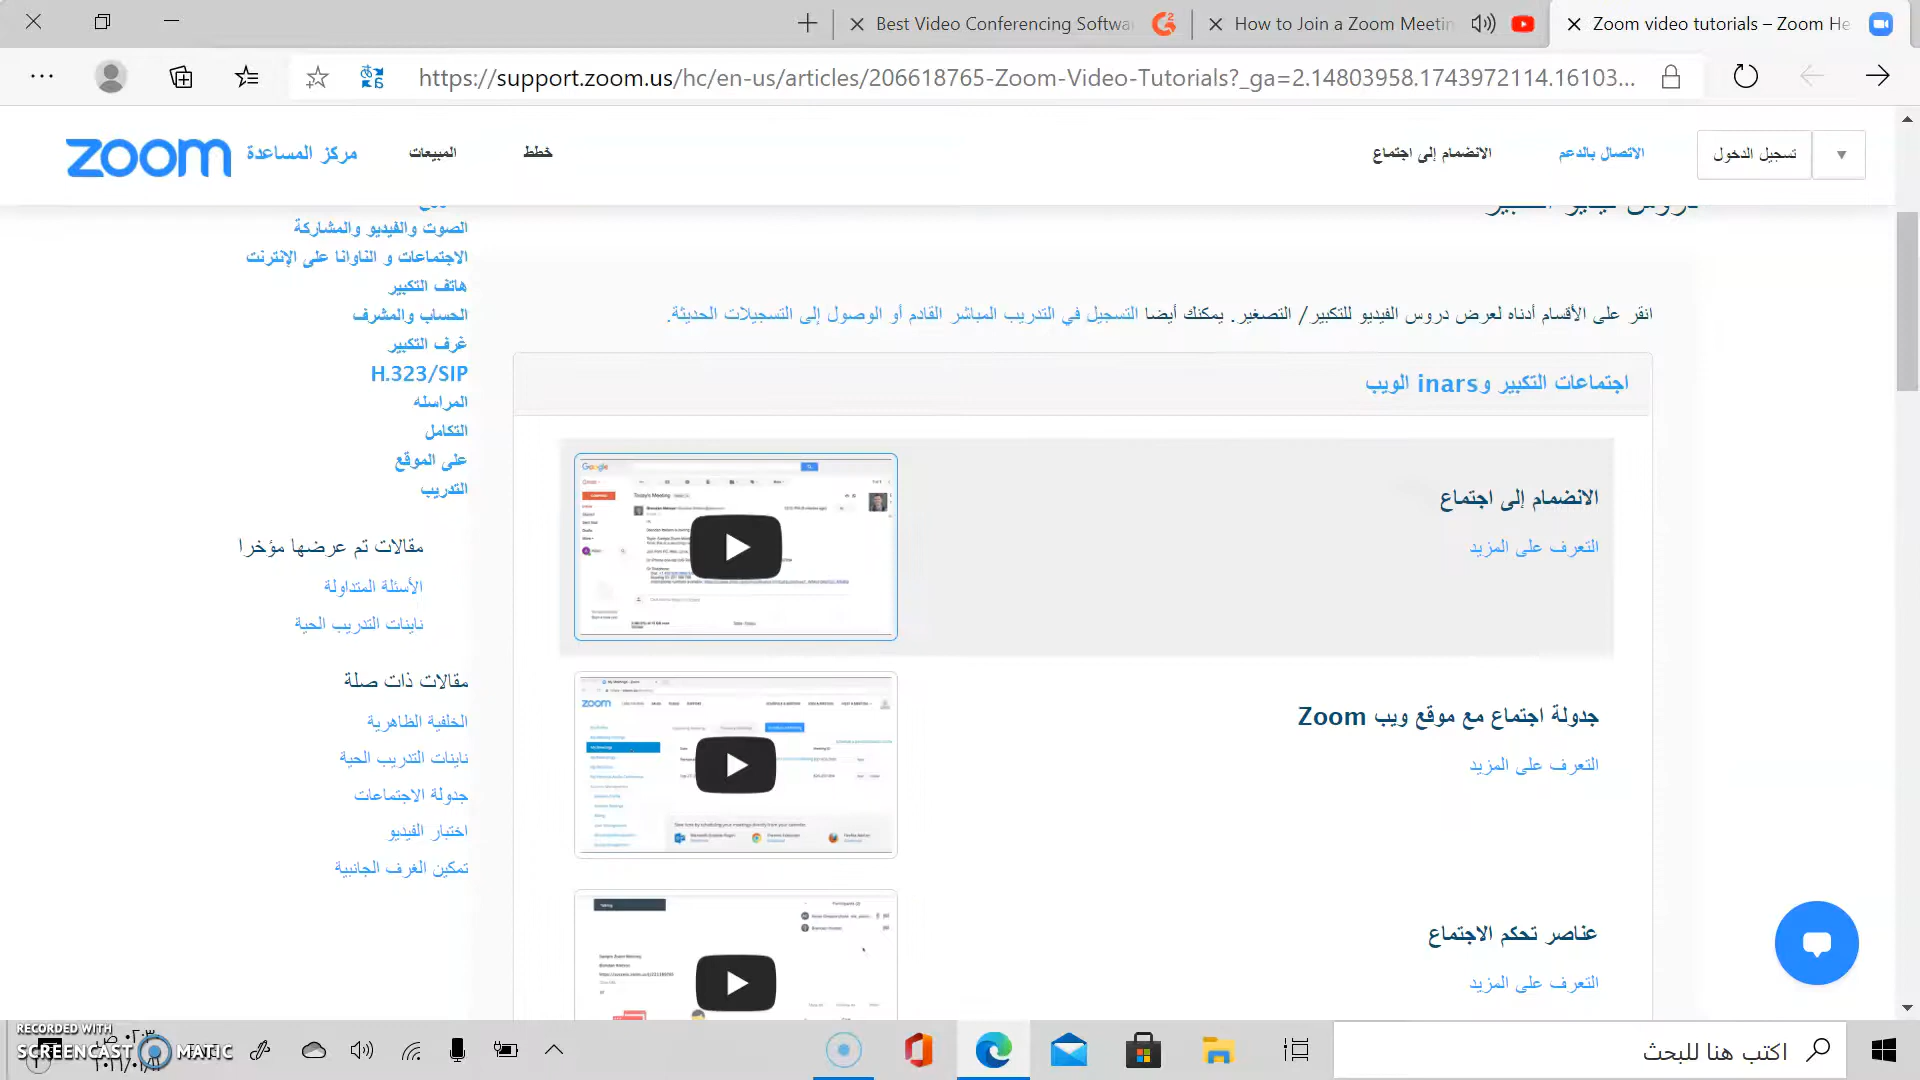 Best Video Conferencing Softwa
How to Join a Zoom Meetin
Zoom video tutorials – Zoom He
https://support.zoom.us/hc/en-us/articles/206618765-Zoom-Video-Tutorials?_ga=2.14803958.1743972114.16103...
zoom
مركز المساعدة
المبيعات
خطط
الانضمام إلى اجتماع
الاتصال بالدعم
تسجيل الدخول
الصوت والفيديو والمشاركة
الاجتماعات و الناوانا على الإنترنت
هاتف التكبير
الحساب والمشرف
غرف التكبير
H.323/SIP
المراسله
التكامل
على الموقع
التدريب
مقالات تم عرضها مؤخرا
الأسئلة المتداولة
ناينات التدريب الحية
مقالات ذات صلة
الخلفية الظاهرية
ناينات التدريب الحية
جدولة الاجتماعات
اختبار الفيديو
تمكين الغرف الجانبية
انقر على الأقسام أدناه لعرض دروس الفيديو للتكبير/ التصغير. يمكنك أيضا التسجيل في التدريب المباشر القادم أو الوصول إلى التسجيلات الحديثة.
اجتماعات التكبير وinars الويب
Google
Today's Meeting
الانضمام إلى اجتماع
التعرف على المزيد
zoom
جدولة اجتماع مع موقع ويب Zoom
التعرف على المزيد
عناصر تحكم الاجتماع
التعرف على المزيد
RECORDED WITH
SCREENCAST MATIC
اكتب هنا للبحث